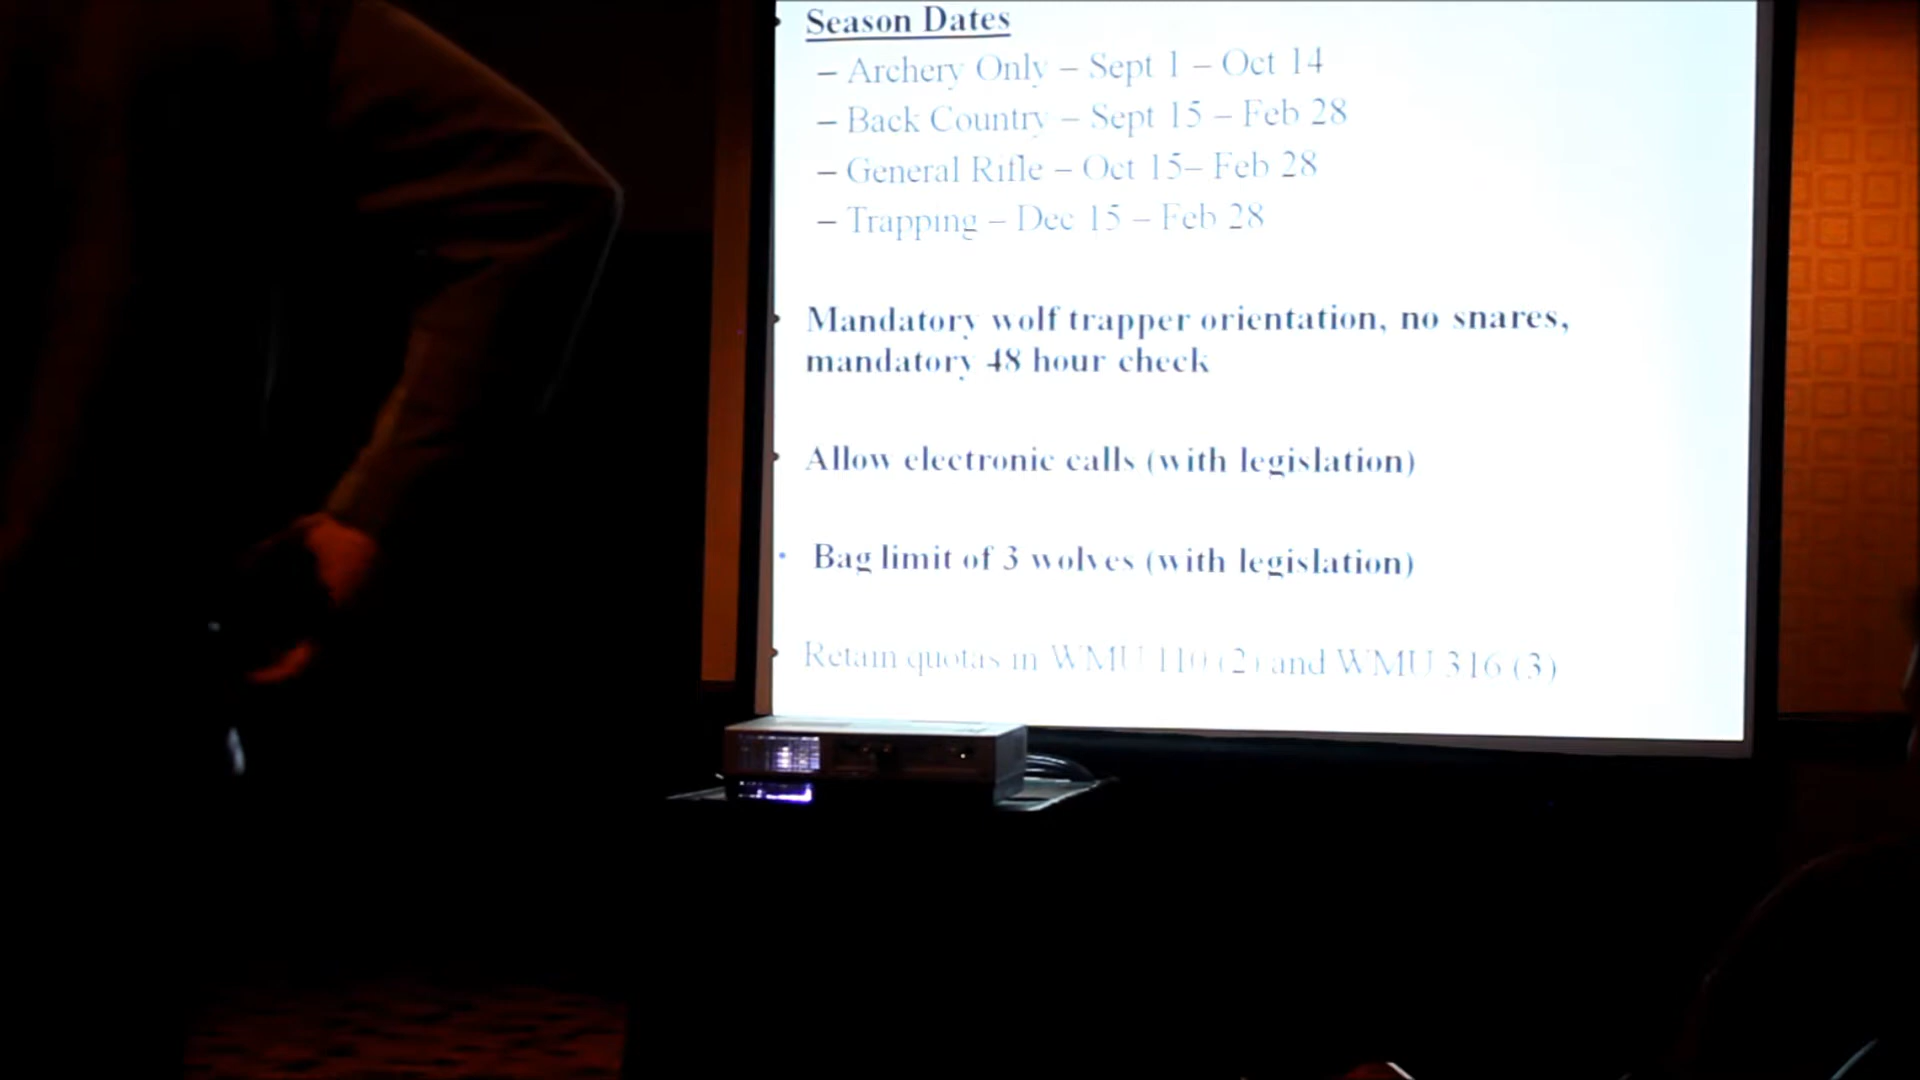 Season Dates
– Archery Only – Sept 1 – Oct 14
– Back Country – Sept 15 – Feb 28
– General Rifle – Oct 15– Feb 28
– Trapping – Dec 15 – Feb 28
Mandatory wolf trapper orientation, no snares,
mandatory 48 hour check
Allow electronic calls (with legislation)
• Bag limit of 3 wolves (with legislation)
Retain quotas in WMU 110 (2) and WMU 316 (3)